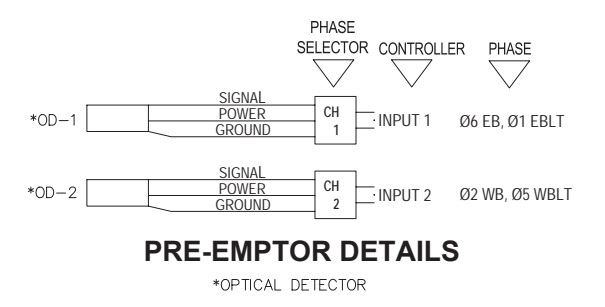 PHASE
SELECTOR CONTROLLER PHASE
SIGNAL
*OD-1 POWER CH 1 INPUT 1 Ø6 EB, Ø1 EBLT
GROUND
SIGNAL
*OD-2 POWER CH 2 INPUT 2 Ø2 WB, Ø5 WBLT
GROUND
PRE-EMPTOR DETAILS
*OPTICAL DETECTOR